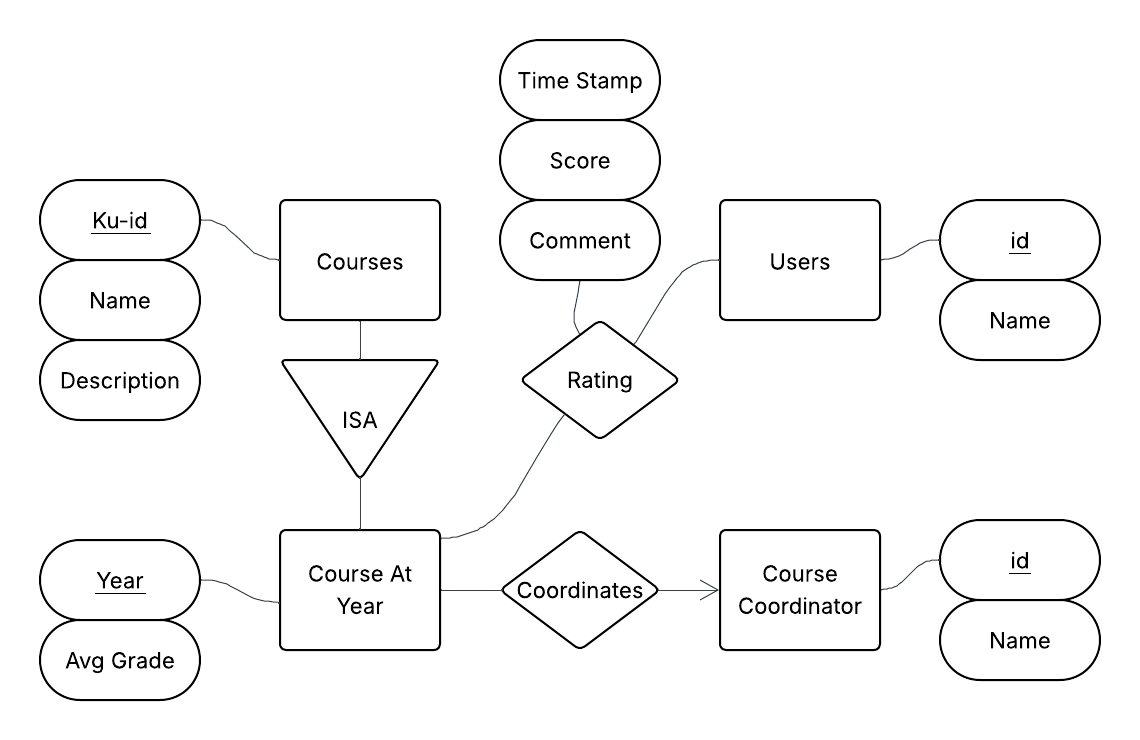 Time Stamp
Score
Comment
Ku-id
Name
Description
Courses
Users
id
Name
ISA
Rating
Year
Avg Grade
Course At
Year
Coordinates
Course
Coordinator
id
Name